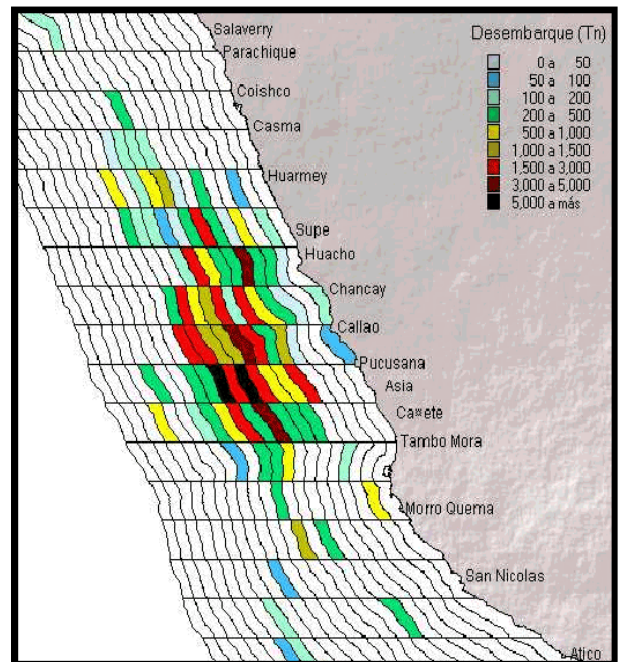 Salaverry
Parachique
Coishco
Casma
Huarmey
Supe
Huacho
Chancay
Callao
Pucusana
Asia
Ca¤ete
Tambo Mora
Morro Quema
San Nicolas
Atico
Desembarque (Tn)
0 a 50
50 a 100
100 a 200
200 a 500
500 a 1,000
1,000 a 1,500
1,500 a 3,000
3,000 a 5,000
5,000 a más